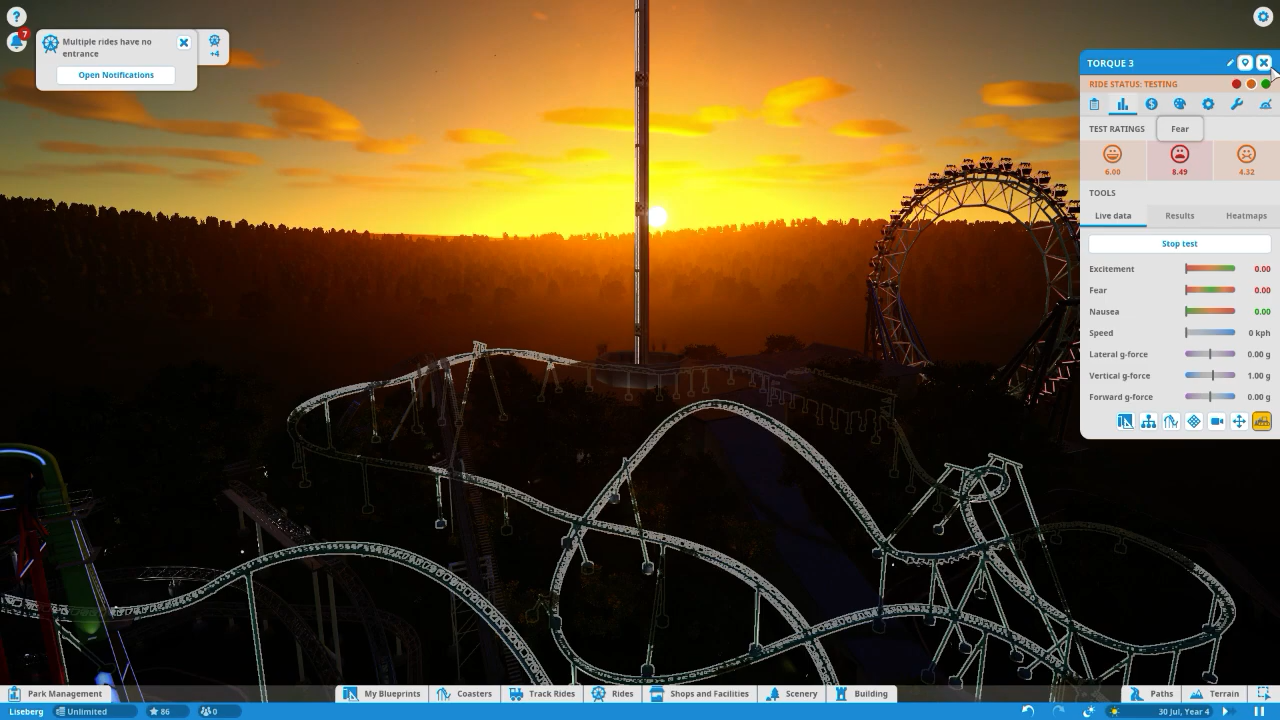 ?
7
Multiple rides have no
entrance
+4
Open Notifications
TORQUE 3
RIDE STATUS: TESTING
TEST RATINGS
Fear
6.00
8.49
4.32
TOOLS
Live data
Results
Heatmaps
Stop test
Excitement
0.00
Fear
0.00
Nausea
0.00
Speed
0 kph
Lateral g-force
0.00 g
Vertical g-force
1.00 g
Forward g-force
0.00 g
Park Management
My Blueprints
Coasters
Track Rides
Rides
Shops and Facilities
Scenery
Building
Paths
Terrain
Liseberg
Unlimited
86
0
30 Jul, Year 4